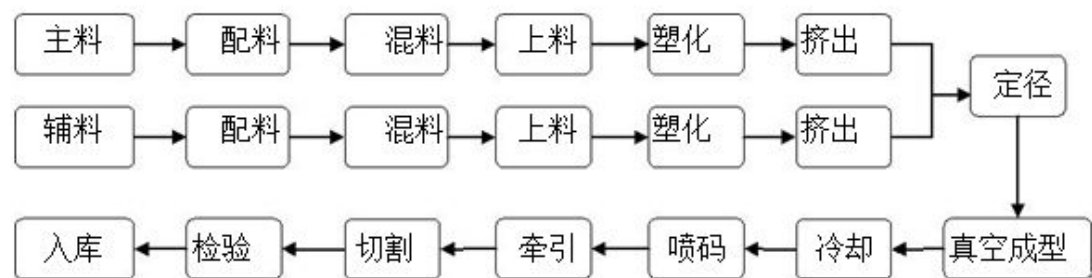 主料 配料 混料 上料 塑化 挤出
定径
辅料 配料 混料 上料 塑化 挤出
入库 检验 切割 牵引 喷码 冷却 真空成型